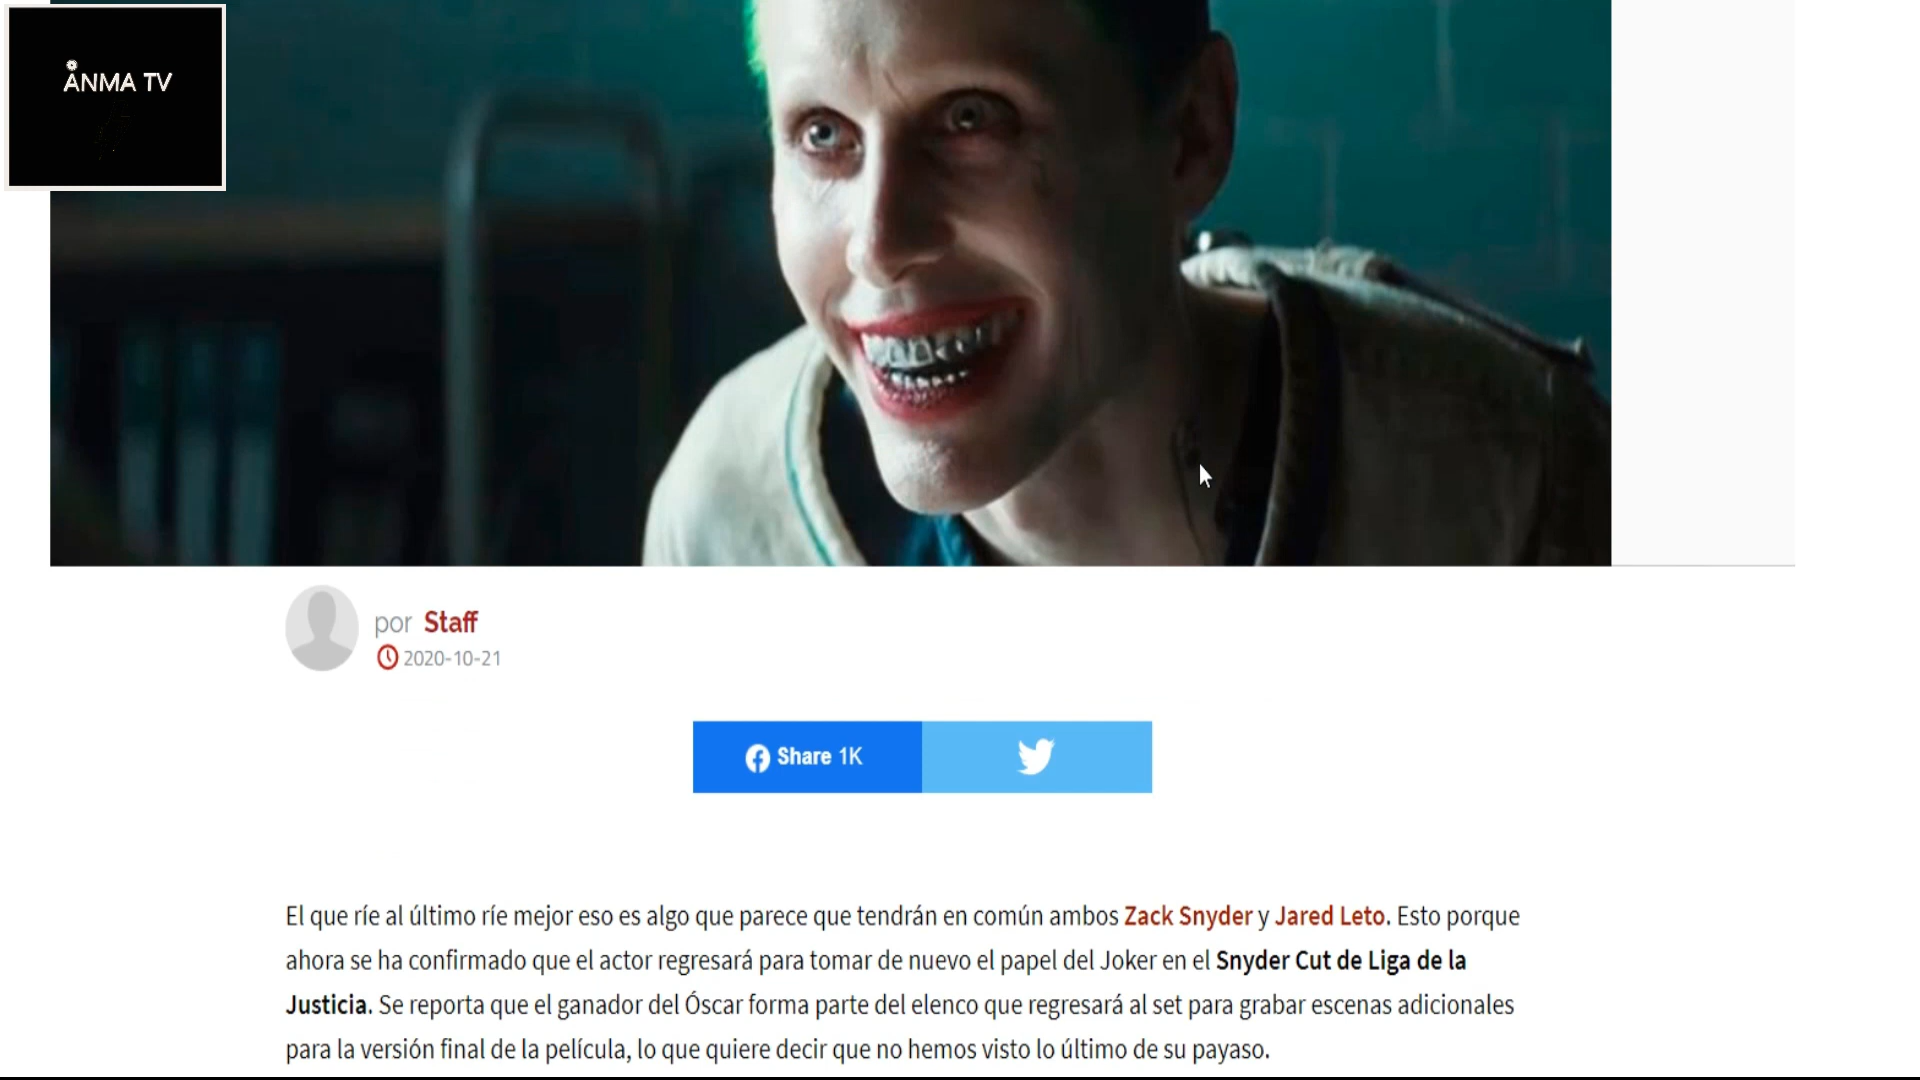 ANMA TV
por Staff
2020-10-21
Share 1K
El que ríe al último ríe mejor eso es algo que parece que tendrán en común ambos Zack Snyder y Jared Leto. Esto porque
ahora se ha confirmado que el actor regresará para tomar de nuevo el papel del Joker en el Snyder Cut de Liga de la
Justicia. Se reporta que el ganador del Óscar forma parte del elenco que regresará al set para grabar escenas adicionales
para la versión final de la película, lo que quiere decir que no hemos visto lo último de su payaso.